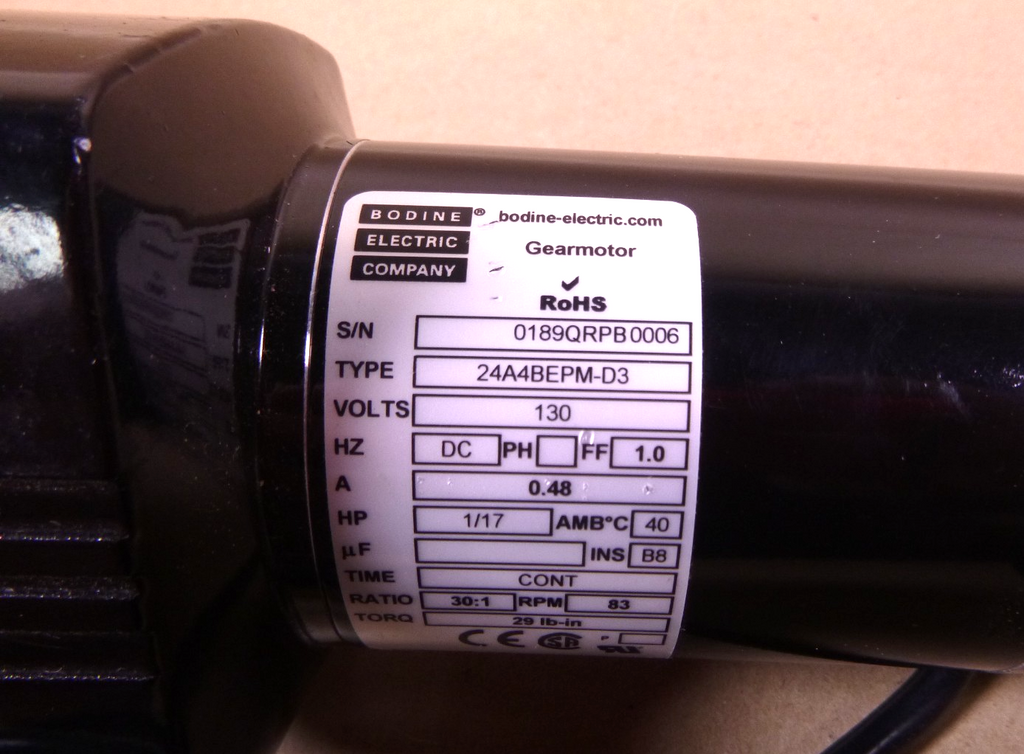 BODINE ® bodine-electric.com
ELECTRIC
COMPANY
Gearmotor
RoHS
S/N 0189QRPB0006
TYPE 24A4BEPM-D3
VOLTS 130
HZ DC PH FF 1.0
A 0.48
HP 1/17 AMB°C 40
µF INS B8
TIME CONT
RATIO 30:1 RPM 83
TORQ 29 lb-in
CE SA